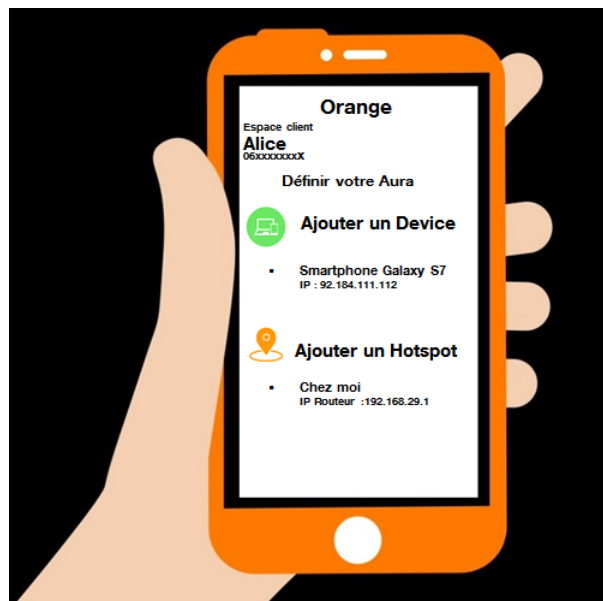 Orange
Espace client
Alice
06xxxxxxxX
Définir votre Aura
Ajouter un Device
▪ Smartphone Galaxy S7
IP : 92.184.111.112
Ajouter un Hotspot
▪ Chez moi
IP Routeur :192.168.29.1